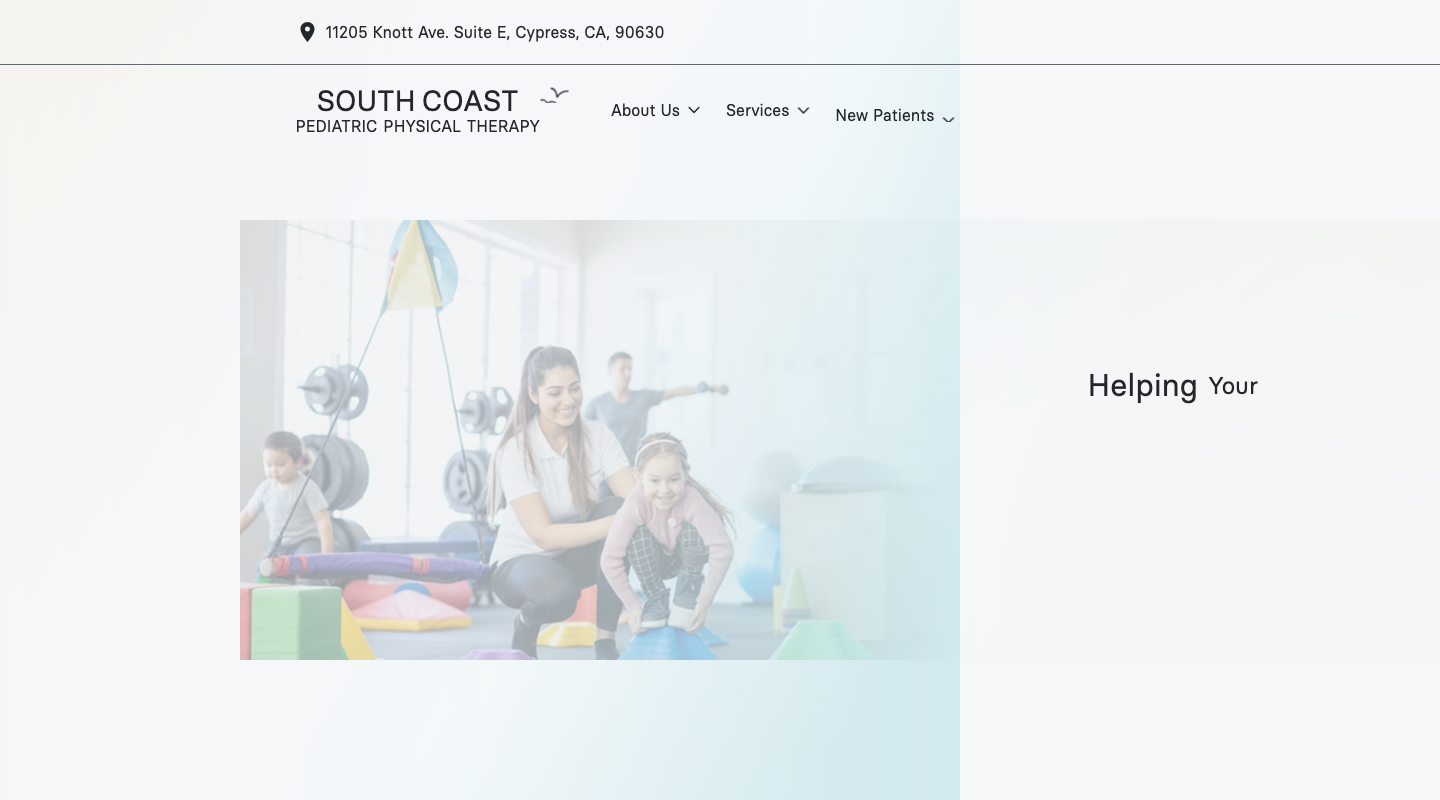 11205 Knott Ave. Suite E, Cypress, CA, 90630
SOUTH COAST
PEDIATRIC PHYSICAL THERAPY
About Us
Services
New Patients
Helping Your